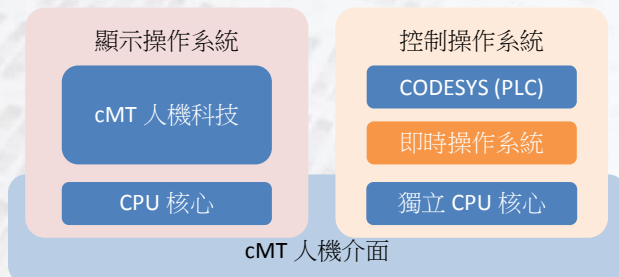 顯示操作系統
cMT 人機科技
CPU 核心
控制操作系統
CODESYS (PLC)
即時操作系統
獨立 CPU 核心
cMT 人機介面